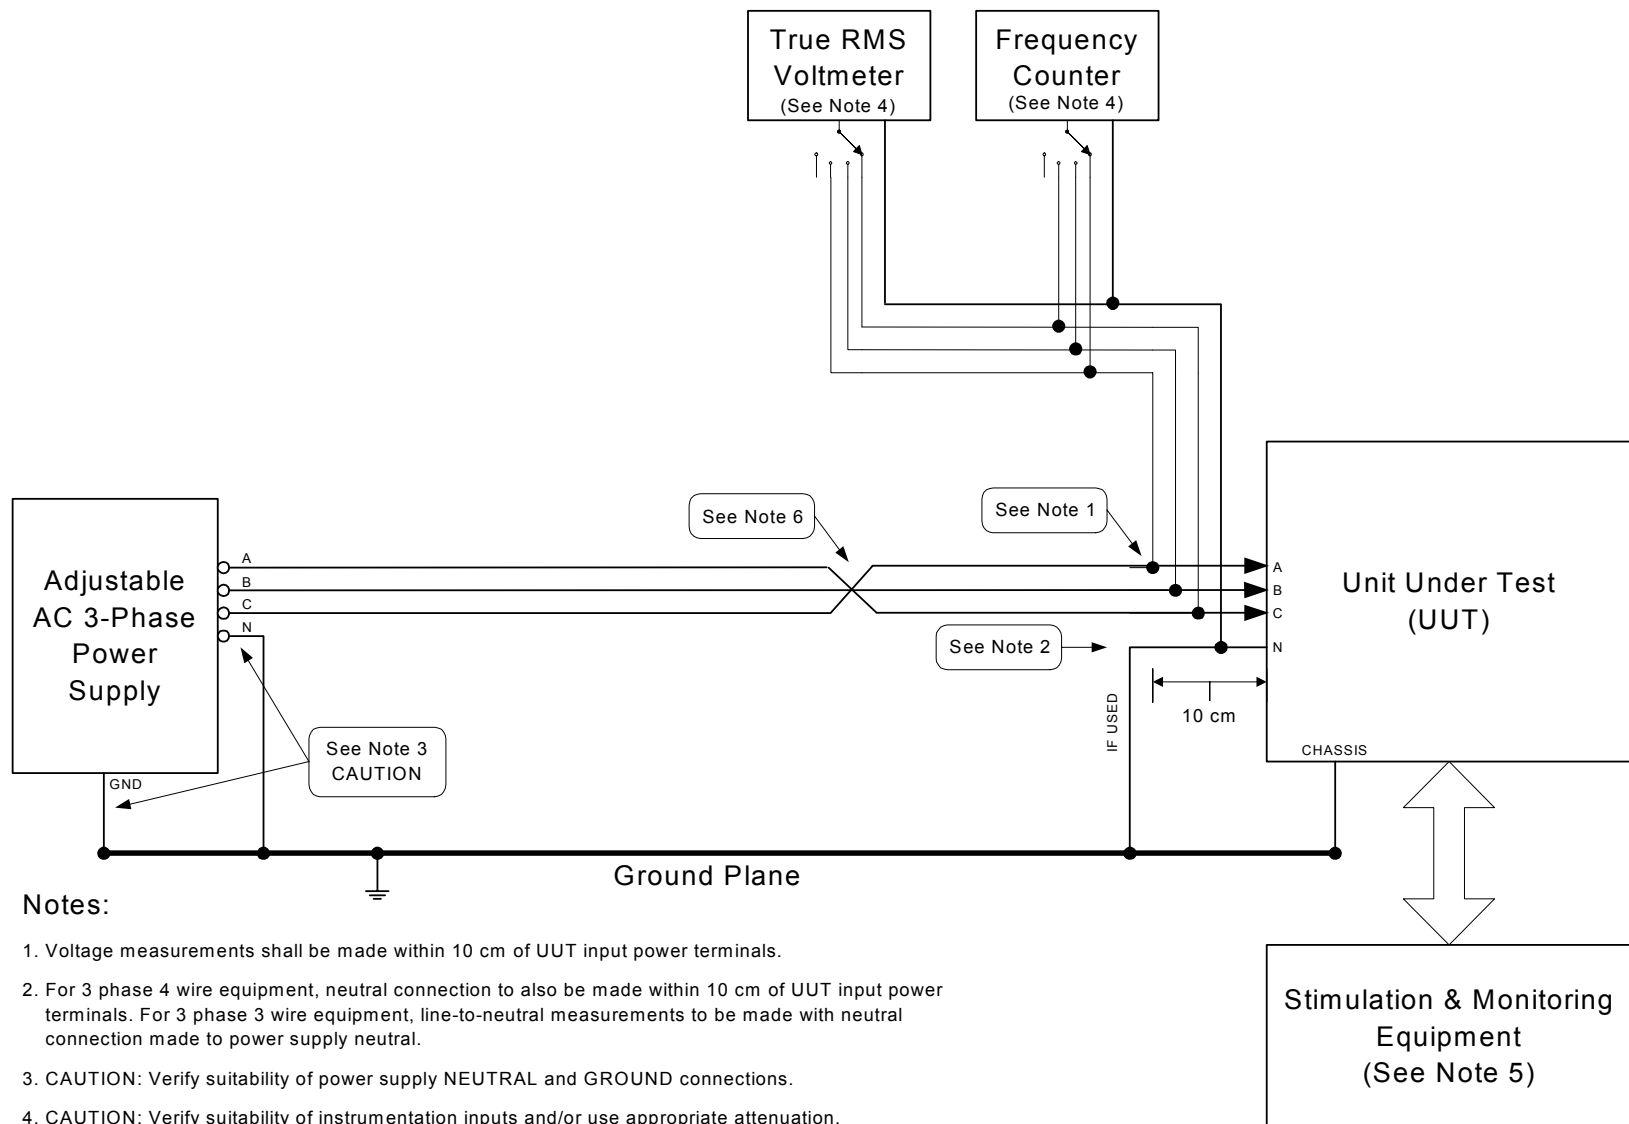 True RMS
Voltmeter
(See Note 4)
Frequency
Counter
(See Note 4)
See Note 6
See Note 1
Adjustable
AC 3-Phase
Power
Supply
A
B
C
N
GND
See Note 3
CAUTION
See Note 2
IF USED
10 cm
A
B
C
N
Unit Under Test
(UUT)
CHASSIS
Ground Plane
Stimulation & Monitoring
Equipment
(See Note 5)
Notes:
1. Voltage measurements shall be made within 10 cm of UUT input power terminals.
2. For 3 phase 4 wire equipment, neutral connection to also be made within 10 cm of UUT input power
terminals. For 3 phase 3 wire equipment, line-to-neutral measurements to be made with neutral
connection made to power supply neutral.
3. CAUTION: Verify suitability of power supply NEUTRAL and GROUND connections.
4. CAUTION: Verify suitability of instrumentation inputs and/or use appropriate attenuation.